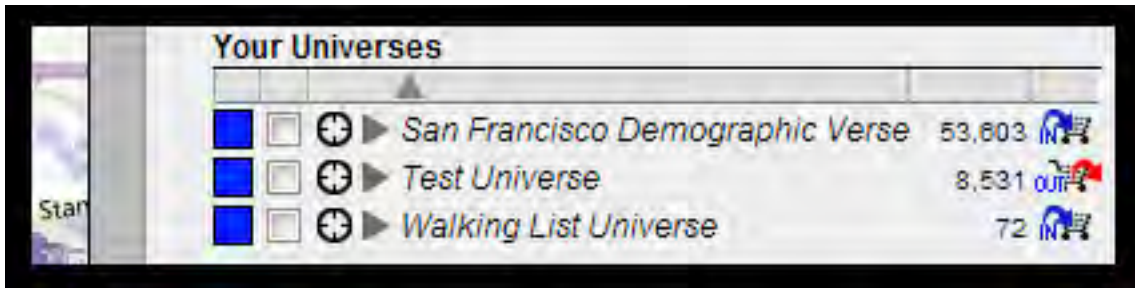 Your Universes
San Francisco Demographic Verse 53,603 IN
Test Universe 8,531 OUT
Stan
Walking List Universe 72 IN